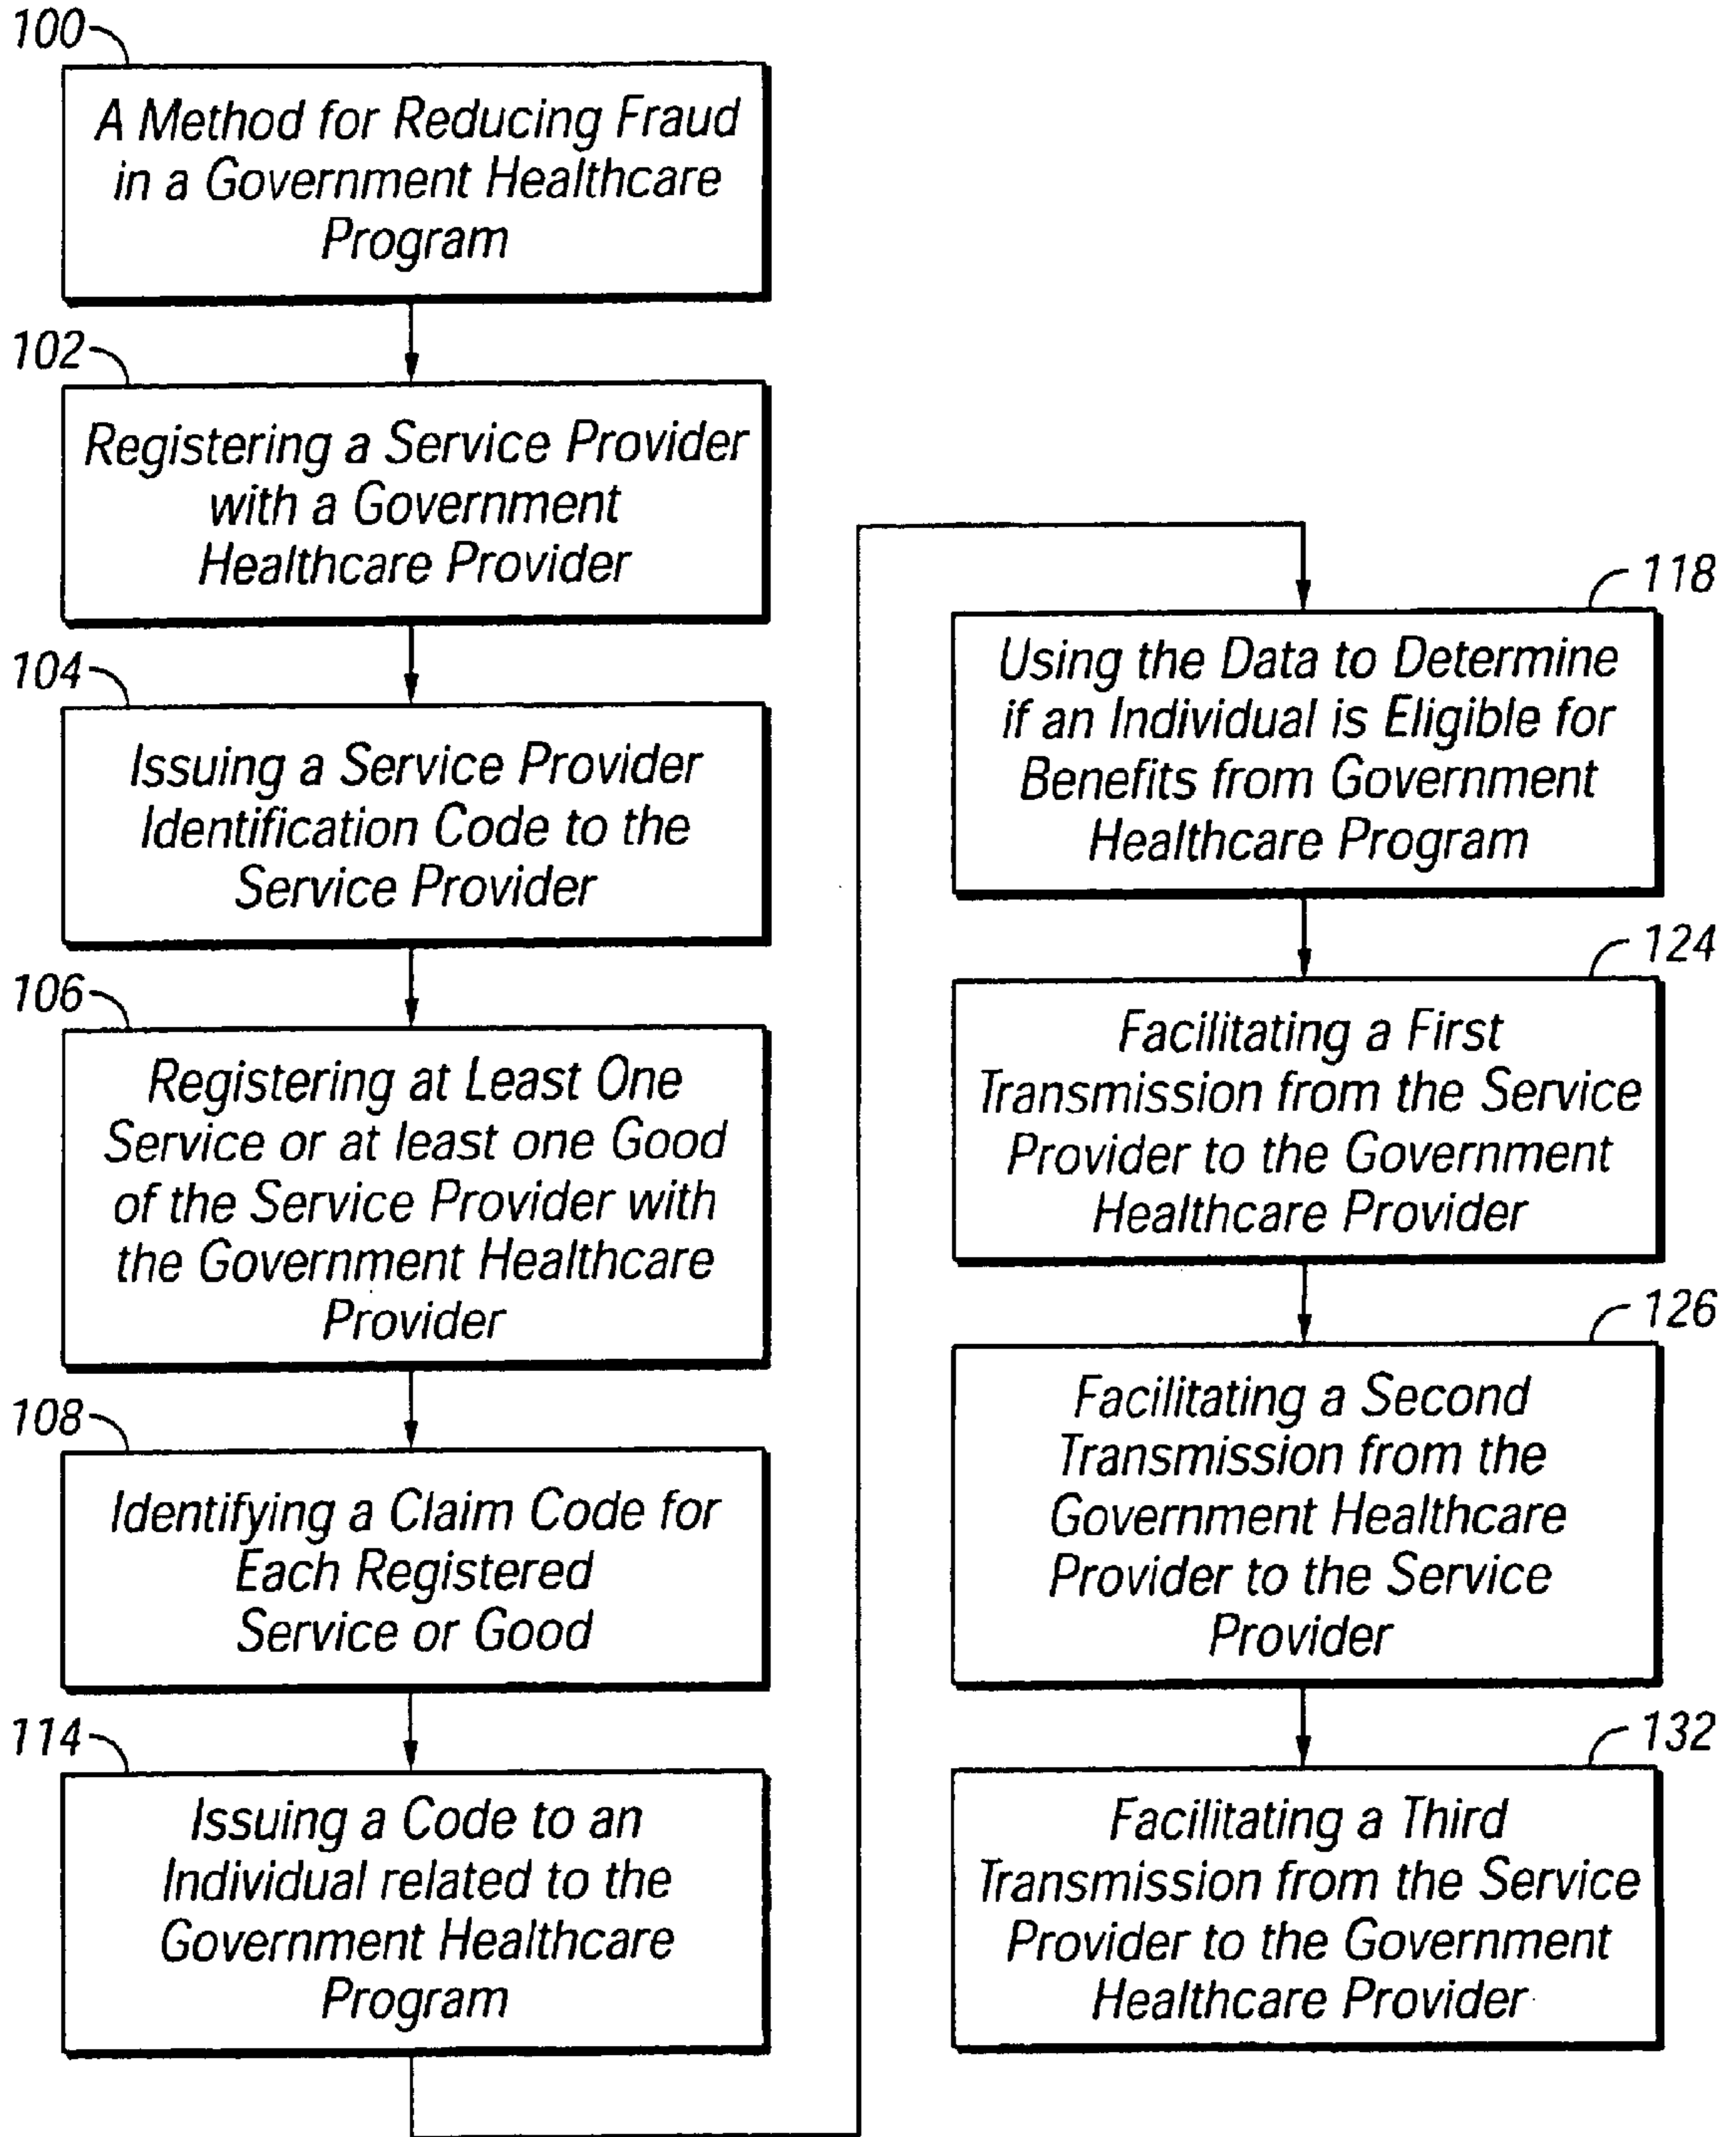 100
A Method for Reducing Fraud
in a Government Healthcare
Program
102
Registering a Service Provider
with a Government
Healthcare Provider
104
Issuing a Service Provider
Identification Code to the
Service Provider
106
Registering at Least One
Service or at least one Good
of the Service Provider with
the Government Healthcare
Provider
108
Identifying a Claim Code for
Each Registered
Service or Good
114
Issuing a Code to an
Individual related to the
Government Healthcare
Program
118
Using the Data to Determine
if an Individual is Eligible for
Benefits from Government
Healthcare Program
124
Facilitating a First
Transmission from the Service
Provider to the Government
Healthcare Provider
126
Facilitating a Second
Transmission from the
Government Healthcare
Provider to the Service
Provider
132
Facilitating a Third
Transmission from the Service
Provider to the Government
Healthcare Provider